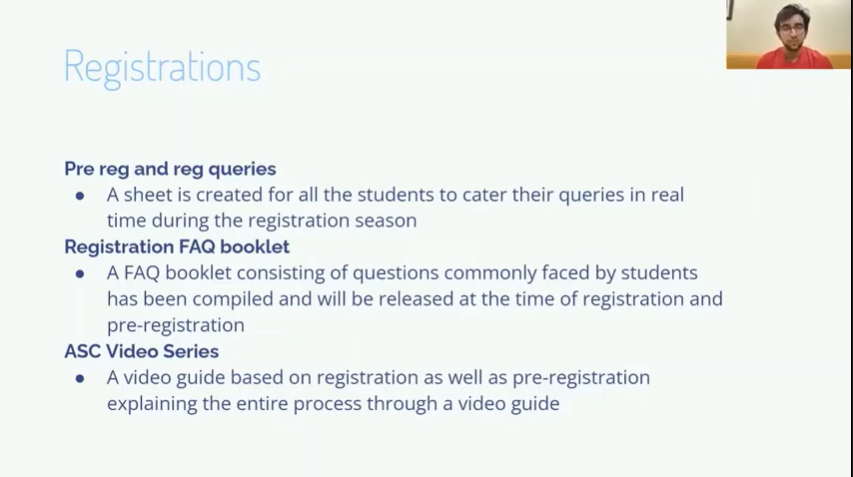 Registrations
Pre reg and reg queries
● A sheet is created for all the students to cater their queries in real
time during the registration season
Registration FAQ booklet
● A FAQ booklet consisting of questions commonly faced by students
has been compiled and will be released at the time of registration and
pre-registration
ASC Video Series
● A video guide based on registration as well as pre-registration
explaining the entire process through a video guide